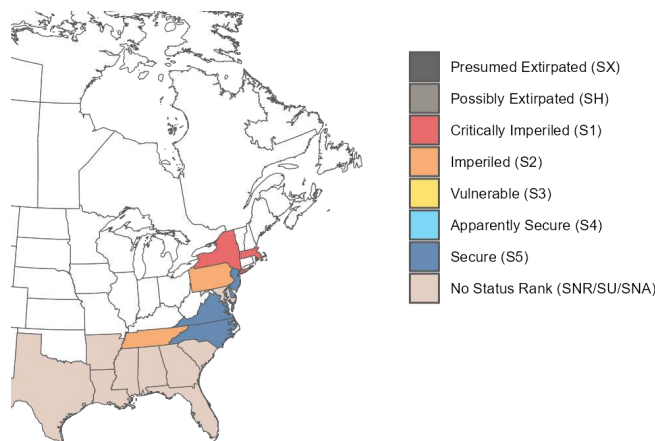 Presumed Extirpated (SX)
Possibly Extirpated (SH)
Critically Imperiled (S1)
Imperiled (S2)
Vulnerable (S3)
Apparently Secure (S4)
Secure (S5)
No Status Rank (SNR/SU/SNA)